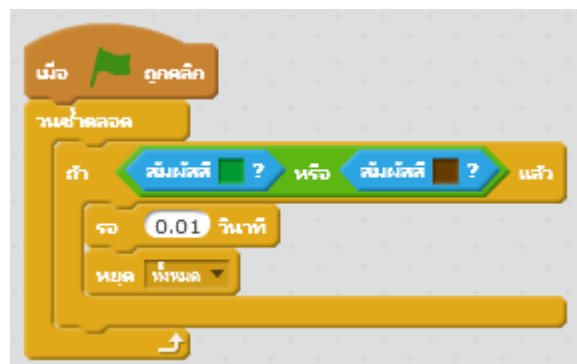 เมื่อ ถูกคลิก
วนซ้ำตลอด
ถ้า สัมผัสสี ? หรือ สัมผัสสี ? แล้ว
รอ 0.01 วินาที
หยุด ทั้งหมด